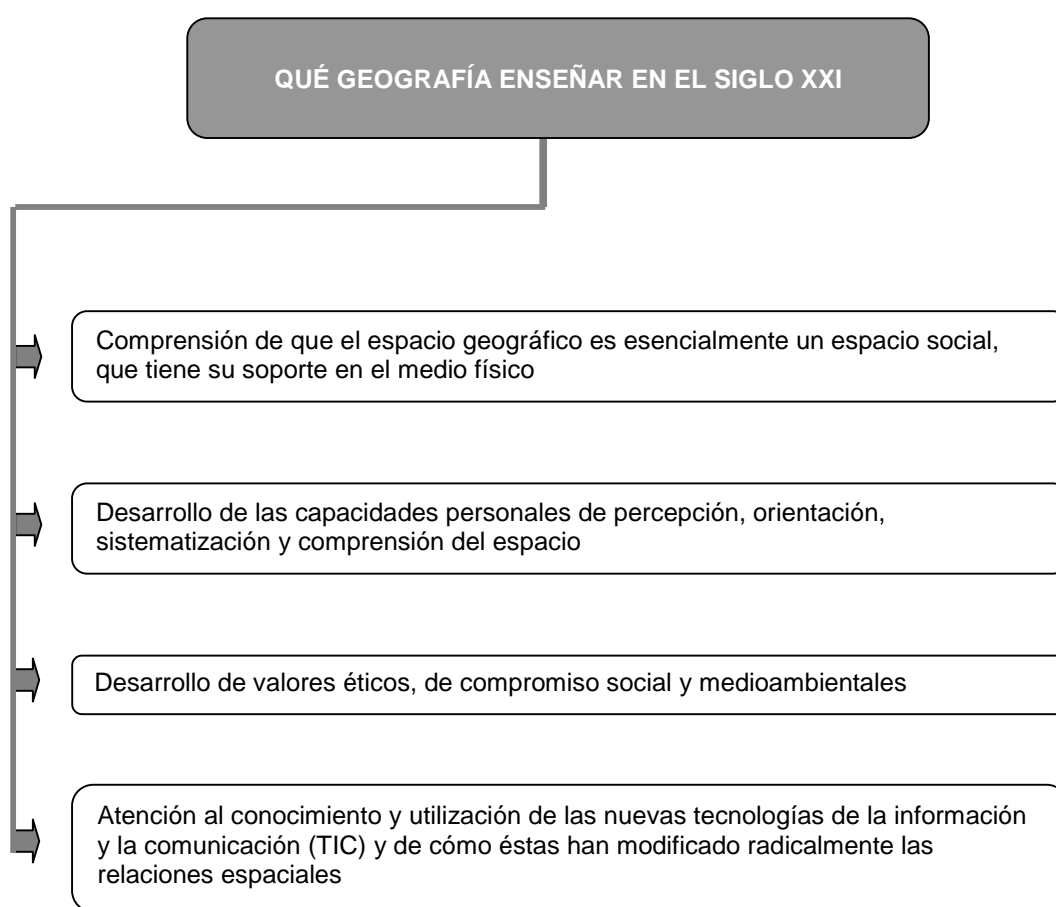 QUÉ GEOGRAFÍA ENSEÑAR EN EL SIGLO XXI
Comprensión de que el espacio geográfico es esencialmente un espacio social,
que tiene su soporte en el medio físico
Desarrollo de las capacidades personales de percepción, orientación,
sistematización y comprensión del espacio
Desarrollo de valores éticos, de compromiso social y medioambientales
Atención al conocimiento y utilización de las nuevas tecnologías de la información
y la comunicación (TIC) y de cómo éstas han modificado radicalmente las
relaciones espaciales